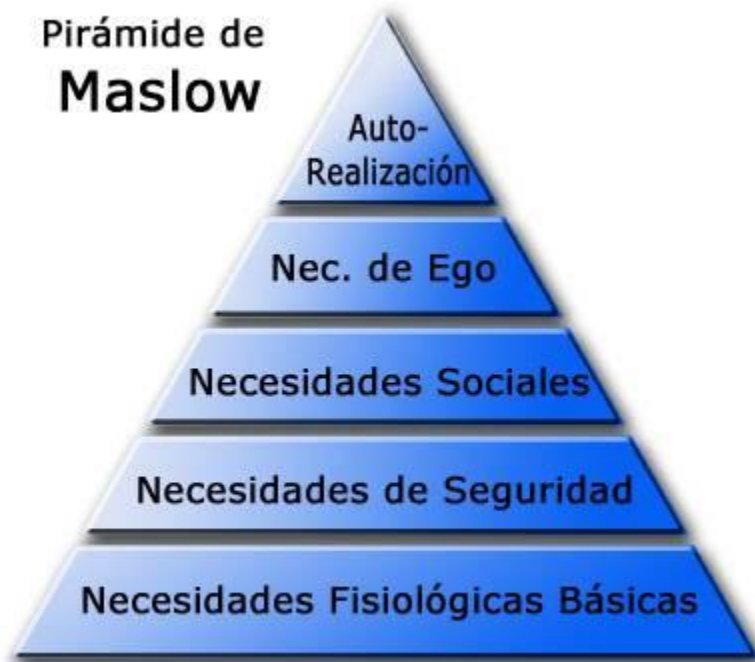 Pirámide de
Maslow
Auto-
Realización
Nec. de Ego
Necesidades Sociales
Necesidades de Seguridad
Necesidades Fisiológicas Básicas